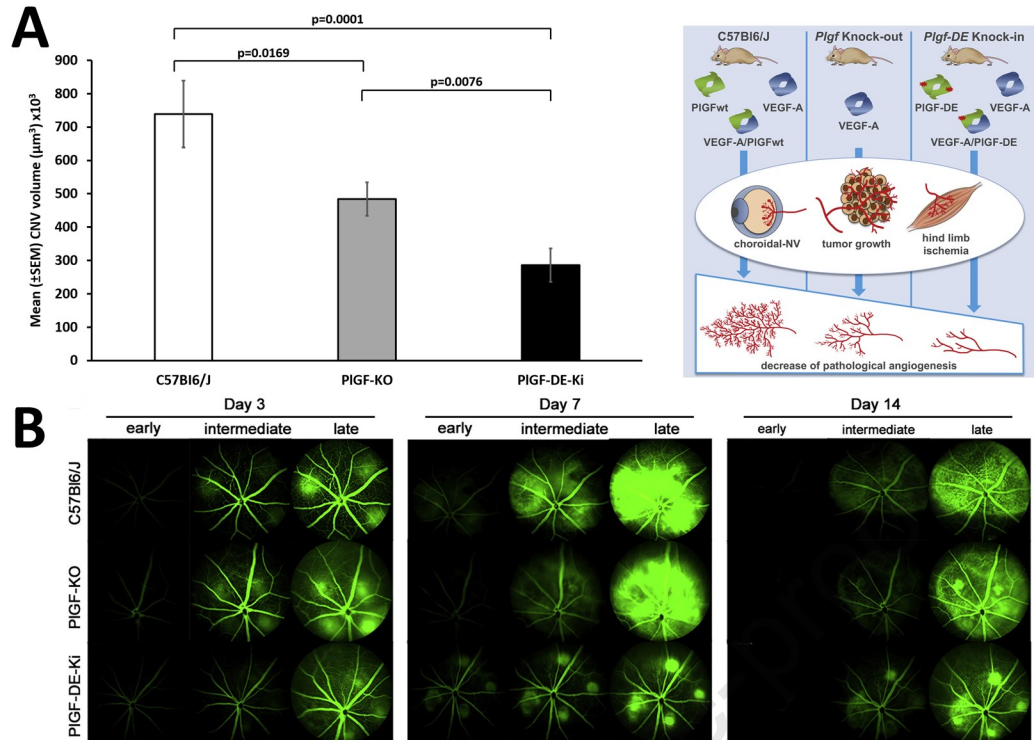 A
p=0.0001
p=0.0169
p=0.0076
Mean (±SEM) CNV volume (µm³) x10³
900
800
700
600
500
400
300
200
100
0
C57Bl6/J
PlGF-KO
PlGF-DE-Ki
C57Bl6/J
Plgf Knock-out
Plgf-DE Knock-in
PlGFwt
VEGF-A
VEGF-A/PlGFwt
VEGF-A
PlGF-DE
VEGF-A
VEGF-A/PlGF-DE
choroidal-NV
tumor growth
hind limb
ischemia
decrease of pathological angiogenesis
B
Day 3
Day 7
Day 14
early
intermediate
late
early
intermediate
late
early
intermediate
late
C57Bl6/J
PlGF-KO
PlGF-DE-Ki